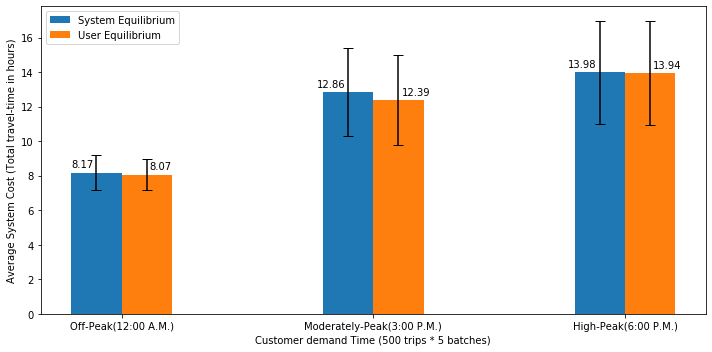 System Equilibrium
User Equilibrium
Average System Cost (Total travel-time in hours)
16
14
12
10
8
6
4
2
0
8.17
8.07
12.86
12.39
13.98
13.94
Off-Peak(12:00 A.M.)
Moderately-Peak(3:00 P.M.)
High-Peak(6:00 P.M.)
Customer demand Time (500 trips * 5 batches)